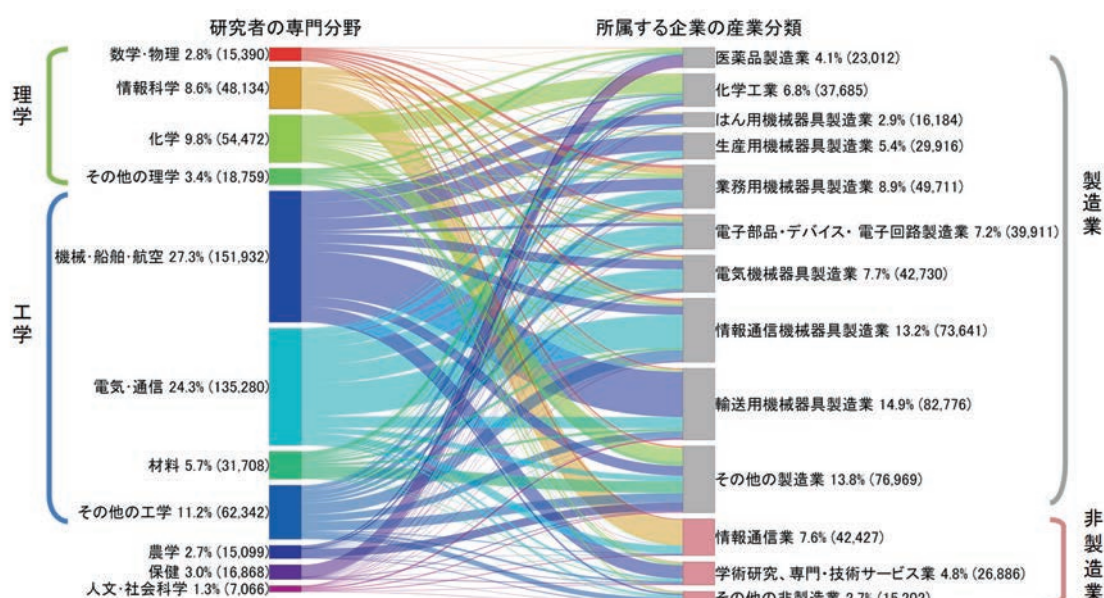 研究者の専門分野
所属する企業の産業分類
理学
数学・物理 2.8% (15,390)
情報科学 8.6% (48,134)
化学 9.8% (54,472)
その他の理学 3.4% (18,759)
工学
機械・船舶・航空 27.3% (151,932)
電気・通信 24.3% (135,280)
材料 5.7% (31,708)
その他の工学 11.2% (62,342)
農学 2.7% (15,099)
保健 3.0% (16,868)
人文・社会科学 1.3% (7,066)
医薬品製造業 4.1% (23,012)
化学工業 6.8% (37,685)
はん用機械器具製造業 2.9% (16,184)
生産用機械器具製造業 5.4% (29,916)
業務用機械器具製造業 8.9% (49,711)
電子部品・デバイス・ 電子回路製造業 7.2% (39,911)
電気機械器具製造業 7.7% (42,730)
情報通信機械器具製造業 13.2% (73,641)
輸送用機械器具製造業 14.9% (82,776)
その他の製造業 13.8% (76,969)
製造業
情報通信業 7.6% (42,427)
学術研究、専門・技術サービス業 4.8% (26,886)
その他の非製造業 2.7%
非製造業